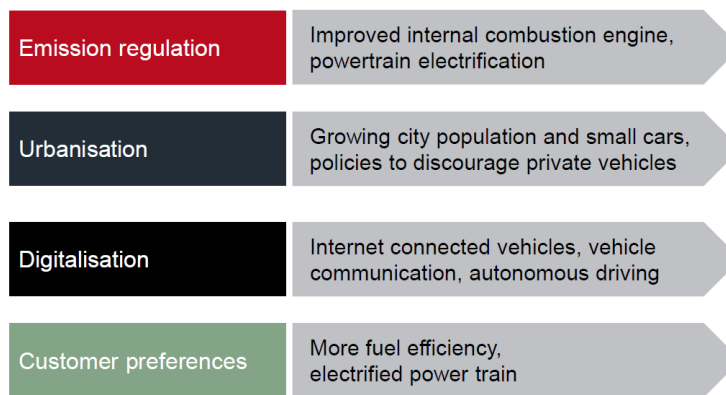 Emission regulation
Improved internal combustion engine,
powertrain electrification
Urbanisation
Growing city population and small cars,
policies to discourage private vehicles
Digitalisation
Internet connected vehicles, vehicle
communication, autonomous driving
Customer preferences
More fuel efficiency,
electrified power train